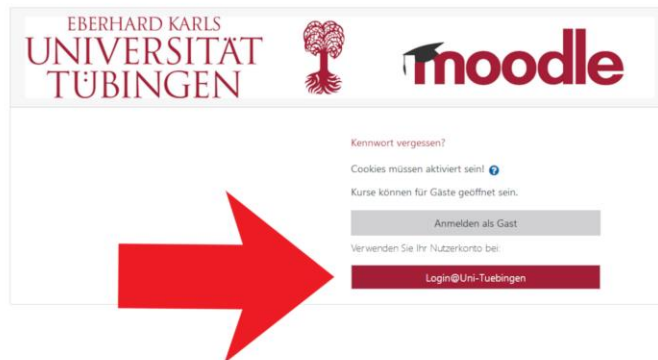 EBERHARD KARLS
UNIVERSITÄT
TÜBINGEN
moodle
Kennwort vergessen?
Cookies müssen aktiviert sein! ?
Kurse können für Gäste geöffnet sein.
Anmelden als Gast
Verwenden Sie Ihr Nutzerkonto bei:
Login@Uni-Tuebingen